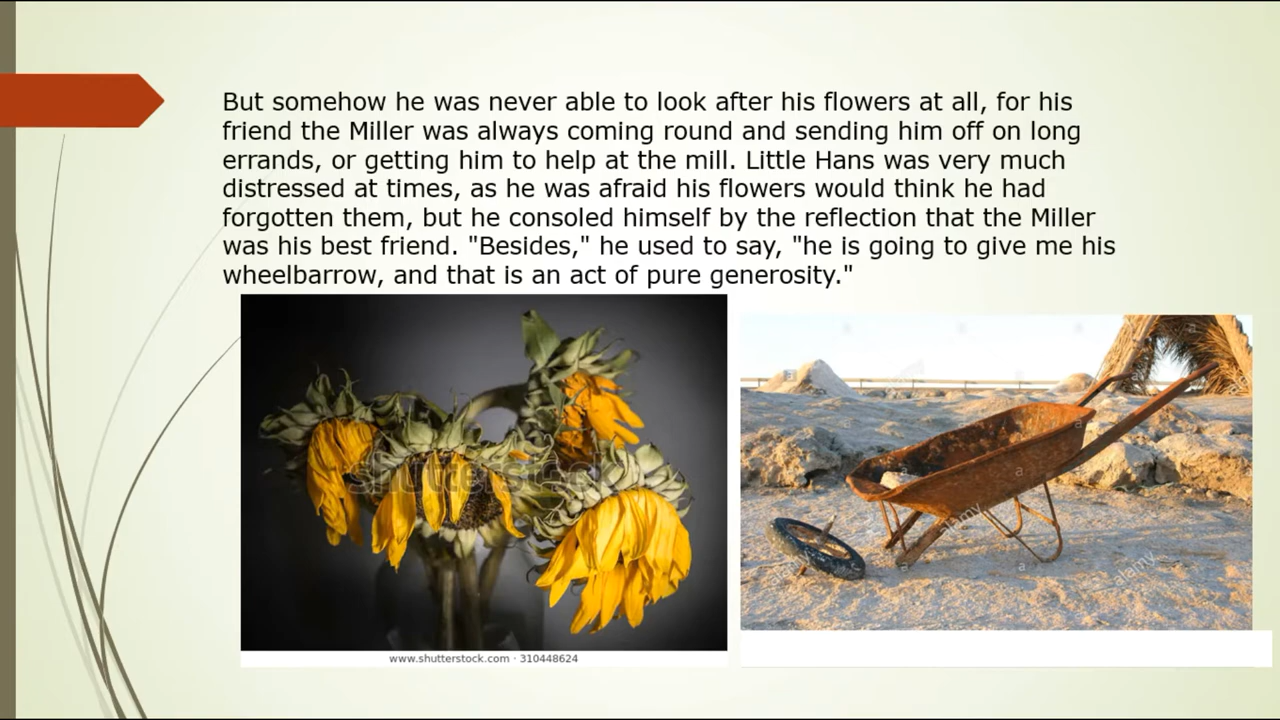 But somehow he was never able to look after his flowers at all, for his
friend the Miller was always coming round and sending him off on long
errands, or getting him to help at the mill. Little Hans was very much
distressed at times, as he was afraid his flowers would think he had
forgotten them, but he consoled himself by the reflection that the Miller
was his best friend. "Besides," he used to say, "he is going to give me his
wheelbarrow, and that is an act of pure generosity."
shutterstock
www.shutterstock.com · 310448624
a
a
a
alamy
a
a
alamy
alamy
a
a